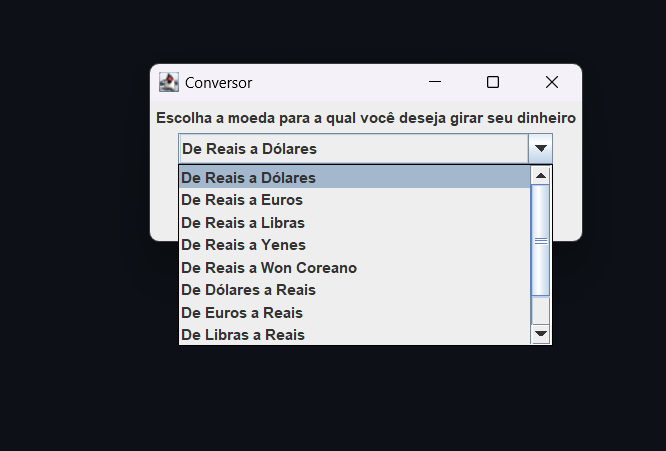 Conversor
Escolha a moeda para a qual você deseja girar seu dinheiro
De Reais a Dólares
De Reais a Dólares
De Reais a Euros
De Reais a Libras
De Reais a Yenes
De Reais a Won Coreano
De Dólares a Reais
De Euros a Reais
De Libras a Reais